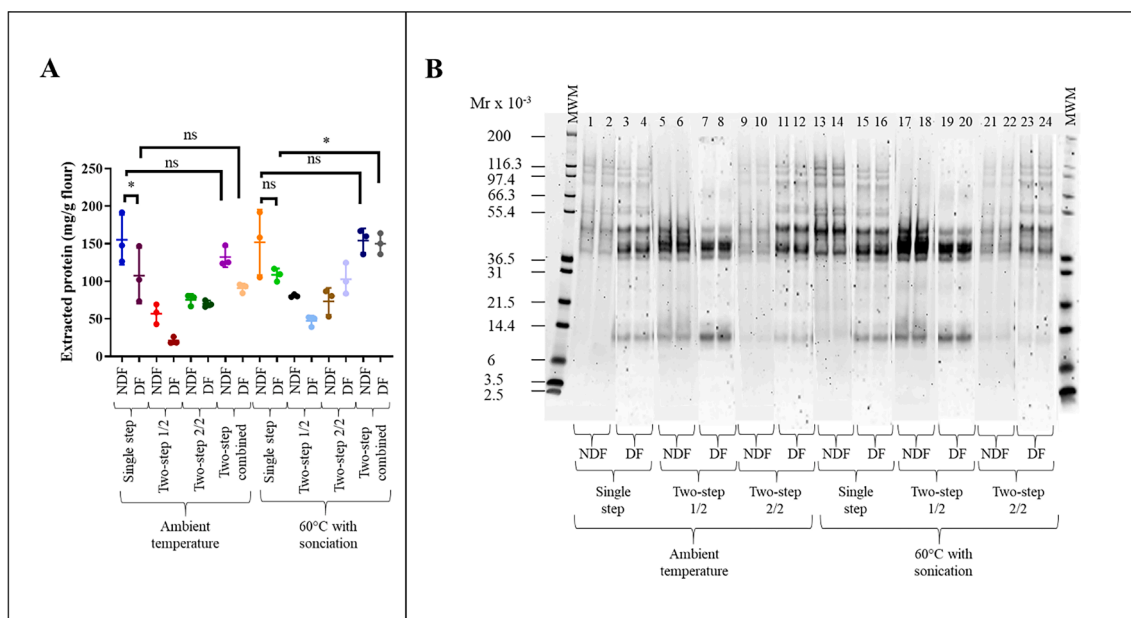 A
Extracted protein (mg/g flour)
250
200
150
100
50
0
*
ns
ns
ns
ns
*
NDF DF NDF DF NDF DF NDF DF NDF DF NDF DF NDF DF NDF DF
Single step
Two-step 1/2
Two-step 2/2
Two-step
combined
Single step
Two-step 1/2
Two-step 2/2
Two-step
combined
Ambient
temperature
60°C with
sonciation
B
Mr x 10-3
MWM 1 2 3 4 5 6 7 8 9 10 11 12 13 14 15 16 17 18 19 20 21 22 23 24 MWM
200
116.3
97.4
66.3
55.4
36.5
31
21.5
14.4
6
3.5
2.5
NDF DF NDF DF NDF DF NDF DF NDF DF NDF DF
Single
step
Two-step
1/2
Two-step
2/2
Single
step
Two-step
1/2
Two-step
2/2
Ambient
temperature
60°C with
sonication